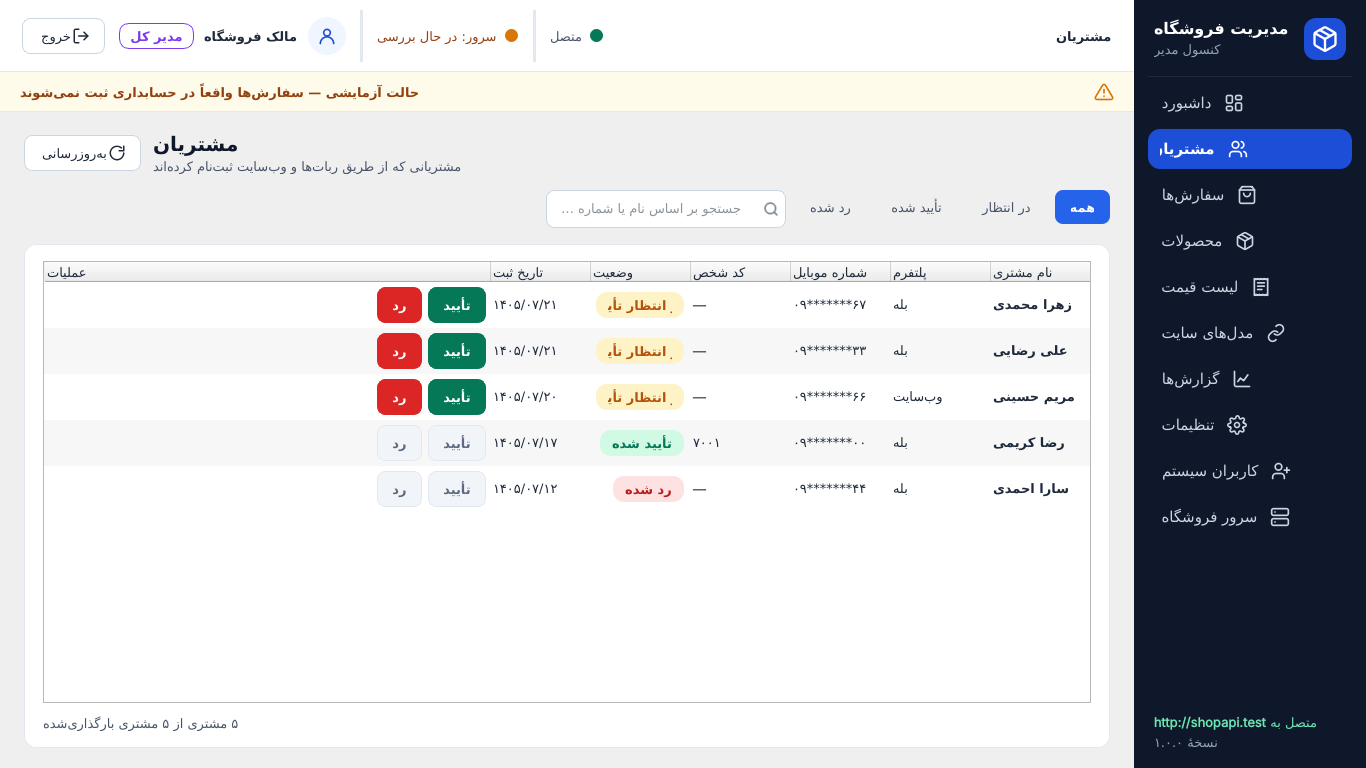 مدیریت فروشگاه
کنسول مدیر
داشبورد
مشتریان
سفارش‌ها
محصولات
لیست قیمت
مدل‌های سایت
گزارش‌ها
تنظیمات
کاربران سیستم
سرور فروشگاه
متصل به http://shopapi.test
نسخهٔ ۱.۰.۰
مشتریان
متصل
سرور: در حال بررسی
مالک فروشگاه
مدیر کل
خروج
حالت آزمایشی — سفارش‌ها واقعاً در حسابداری ثبت نمی‌شوند
مشتریان
مشتریانی که از طریق ربات‌ها و وب‌سایت ثبت‌نام کرده‌اند
به‌روزرسانی
همه
در انتظار
تأیید شده
رد شده
جستجو بر اساس نام یا شماره ...
نام مشتری پلتفرم شماره موبایل کد شخص وضعیت تاریخ ثبت عملیات
زهرا محمدی بله ۰۹*******۶۷ — انتظار ۱۴۰۵/۰۷/۲۱ تأیید رد
علی رضایی بله ۰۹*******۳۳ — انتظار ۱۴۰۵/۰۷/۲۱ تأیید رد
مریم حسینی وب‌سایت ۰۹*******۶۶ — انتظار ۱۴۰۵/۰۷/۲۰ تأیید رد
رضا کریمی بله ۰۹*******۰۰ ۷۰۰۱ تأیید شده ۱۴۰۵/۰۷/۱۷ تأیید رد
سارا احمدی بله ۰۹*******۴۴ — رد شده ۱۴۰۵/۰۷/۱۲ تأیید رد
۵ مشتری از ۵ مشتری بارگذاری‌شده